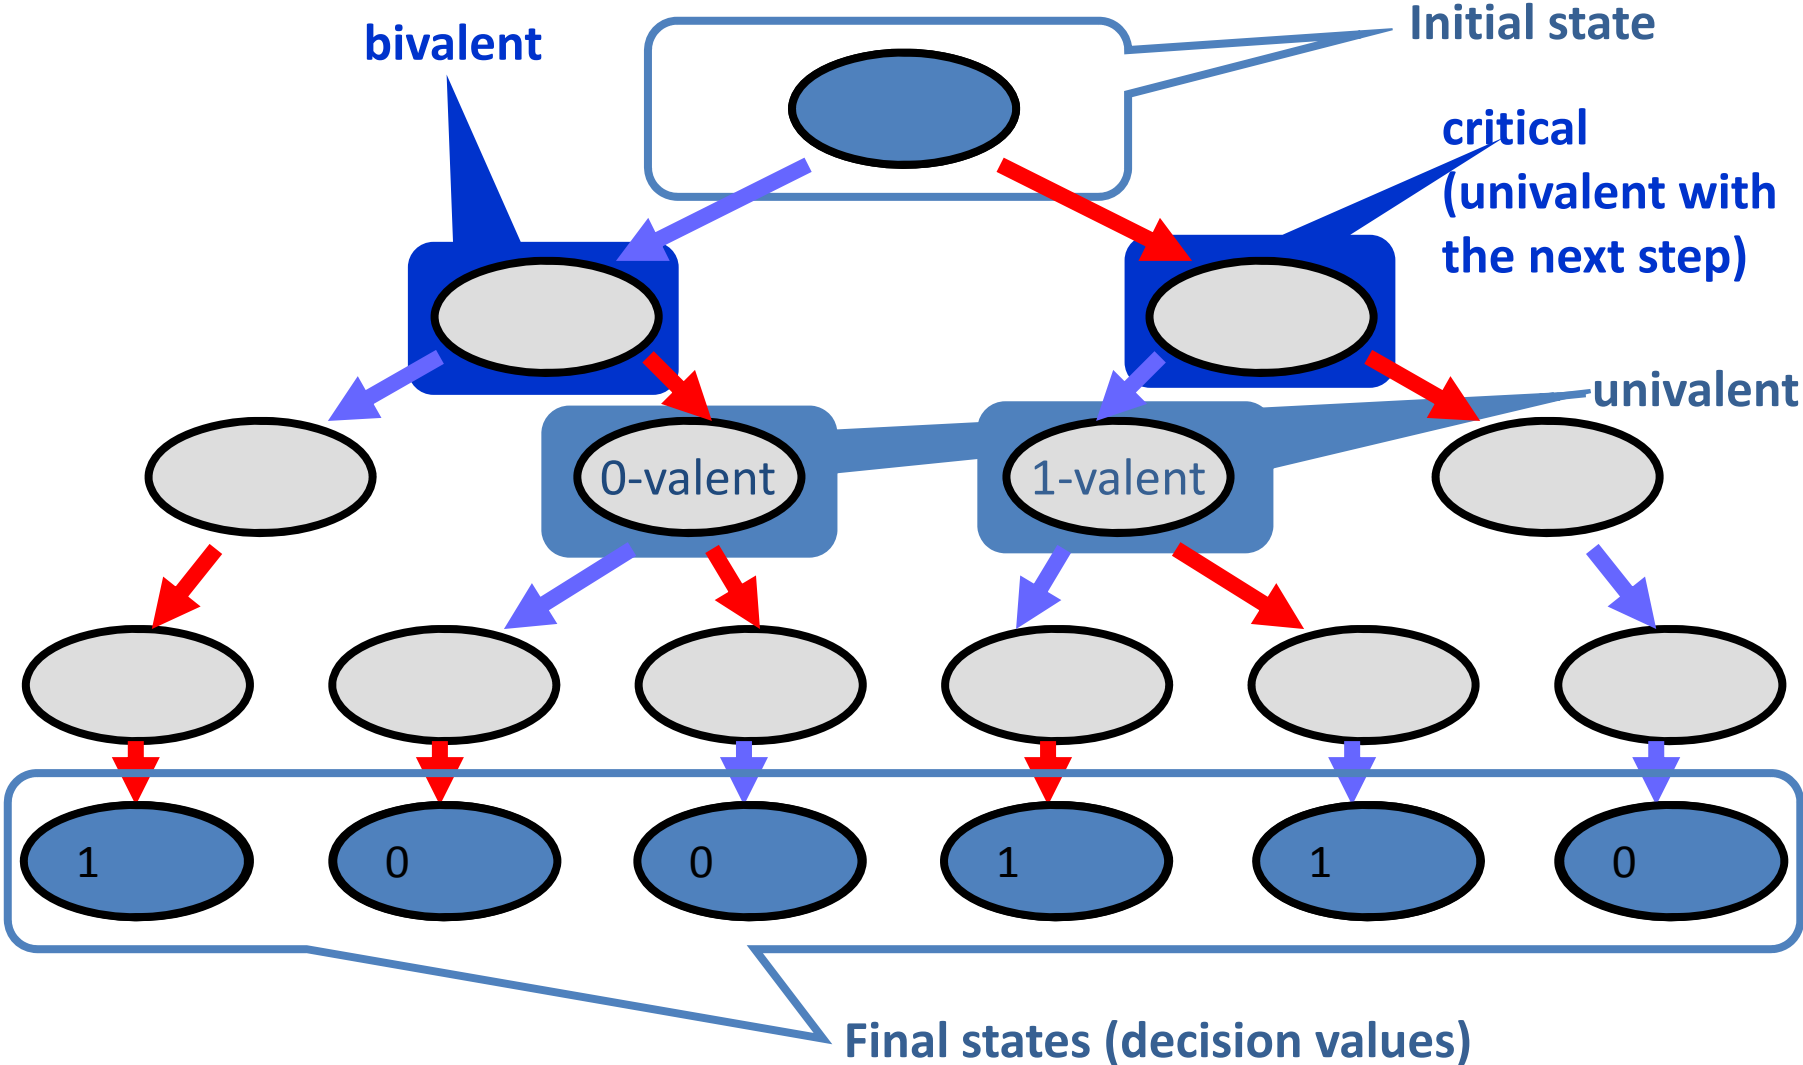 Initial state
bivalent
critical
(univalent with
the next step)
univalent
0-valent
1-valent
1
0
0
1
1
0
Final states (decision values)